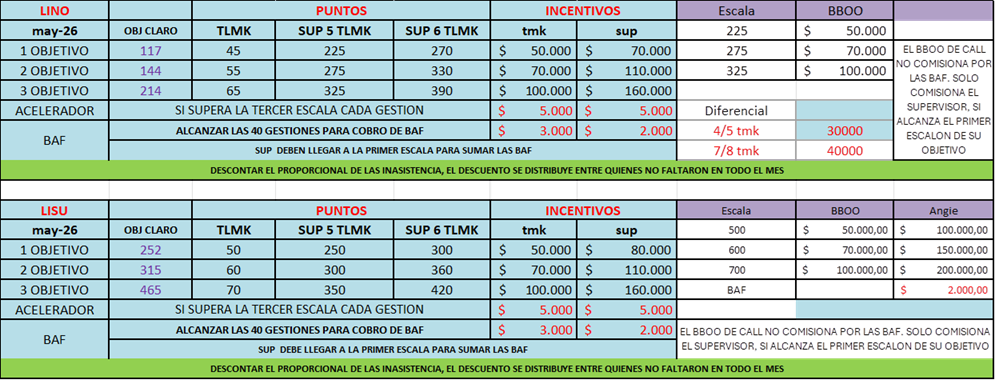 LINO PUNTOS INCENTIVOS Escala BBOO
may-26 OBJ CLARO TLMK SUP 5 TLMK SUP 6 TLMK tmk sup 225 $ 50.000
1 OBJETIVO 117 45 225 270 $ 50.000 $ 70.000 275 $ 70.000
2 OBJETIVO 144 55 275 330 $ 70.000 $ 110.000 325 $ 100.000
3 OBJETIVO 214 65 325 390 $ 100.000 $ 160.000
ACELERADOR SI SUPERA LA TERCER ESCALA CADA GESTION $ 5.000 $ 5.000 Diferencial
BAF ALCANZAR LAS 40 GESTIONES PARA COBRO DE BAF $ 3.000 $ 2.000 4/5 tmk 30000
SUP DEBEN LLEGAR A LA PRIMER ESCALA PARA SUMAR LAS BAF 7/8 tmk 40000
EL BBOO DE CALL
NO COMISIONA POR
LAS BAF. SOLO
COMISIONA EL
SUPERVISOR, SI
ALCANZA EL PRIMER
ESCALON DE SU
OBJETIVO
DESCONTAR EL PROPORCIONAL DE LAS INASISTENCIA, EL DESCUENTO SE DISTRIBUYE ENTRE QUIENES NO FALTARON EN TODO EL MES
LISU PUNTOS INCENTIVOS Escala BBOO Angie
may-26 OBJ CLARO TLMK SUP 5 TLMK SUP 6 TLMK tmk sup 500 $ 50.000,00 $ 100.000,00
1 OBJETIVO 252 50 250 300 $ 50.000 $ 80.000 600 $ 70.000,00 $ 150.000,00
2 OBJETIVO 315 60 300 360 $ 70.000 $ 110.000 700 $ 100.000,00 $ 200.000,00
3 OBJETIVO 465 70 350 420 $ 100.000 $ 160.000 BAF $ 2.000,00
ACELERADOR SI SUPERA LA TERCER ESCALA CADA GESTION $ 5.000 $ 5.000
BAF ALCANZAR LAS 40 GESTIONES PARA COBRO DE BAF $ 3.000 $ 2.000
SUP DEBE LLEGAR A LA PRIMER ESCALA PARA SUMAR LAS BAF
EL BBOO DE CALL NO COMISIONA POR LAS BAF. SOLO COMISIONA
EL SUPERVISOR, SI ALCANZA EL PRIMER ESCALON DE SU OBJETIVO
DESCONTAR EL PROPORCIONAL DE LAS INASISTENCIA, EL DESCUENTO SE DISTRIBUYE ENTRE QUIENES NO FALTARON EN TODO EL MES